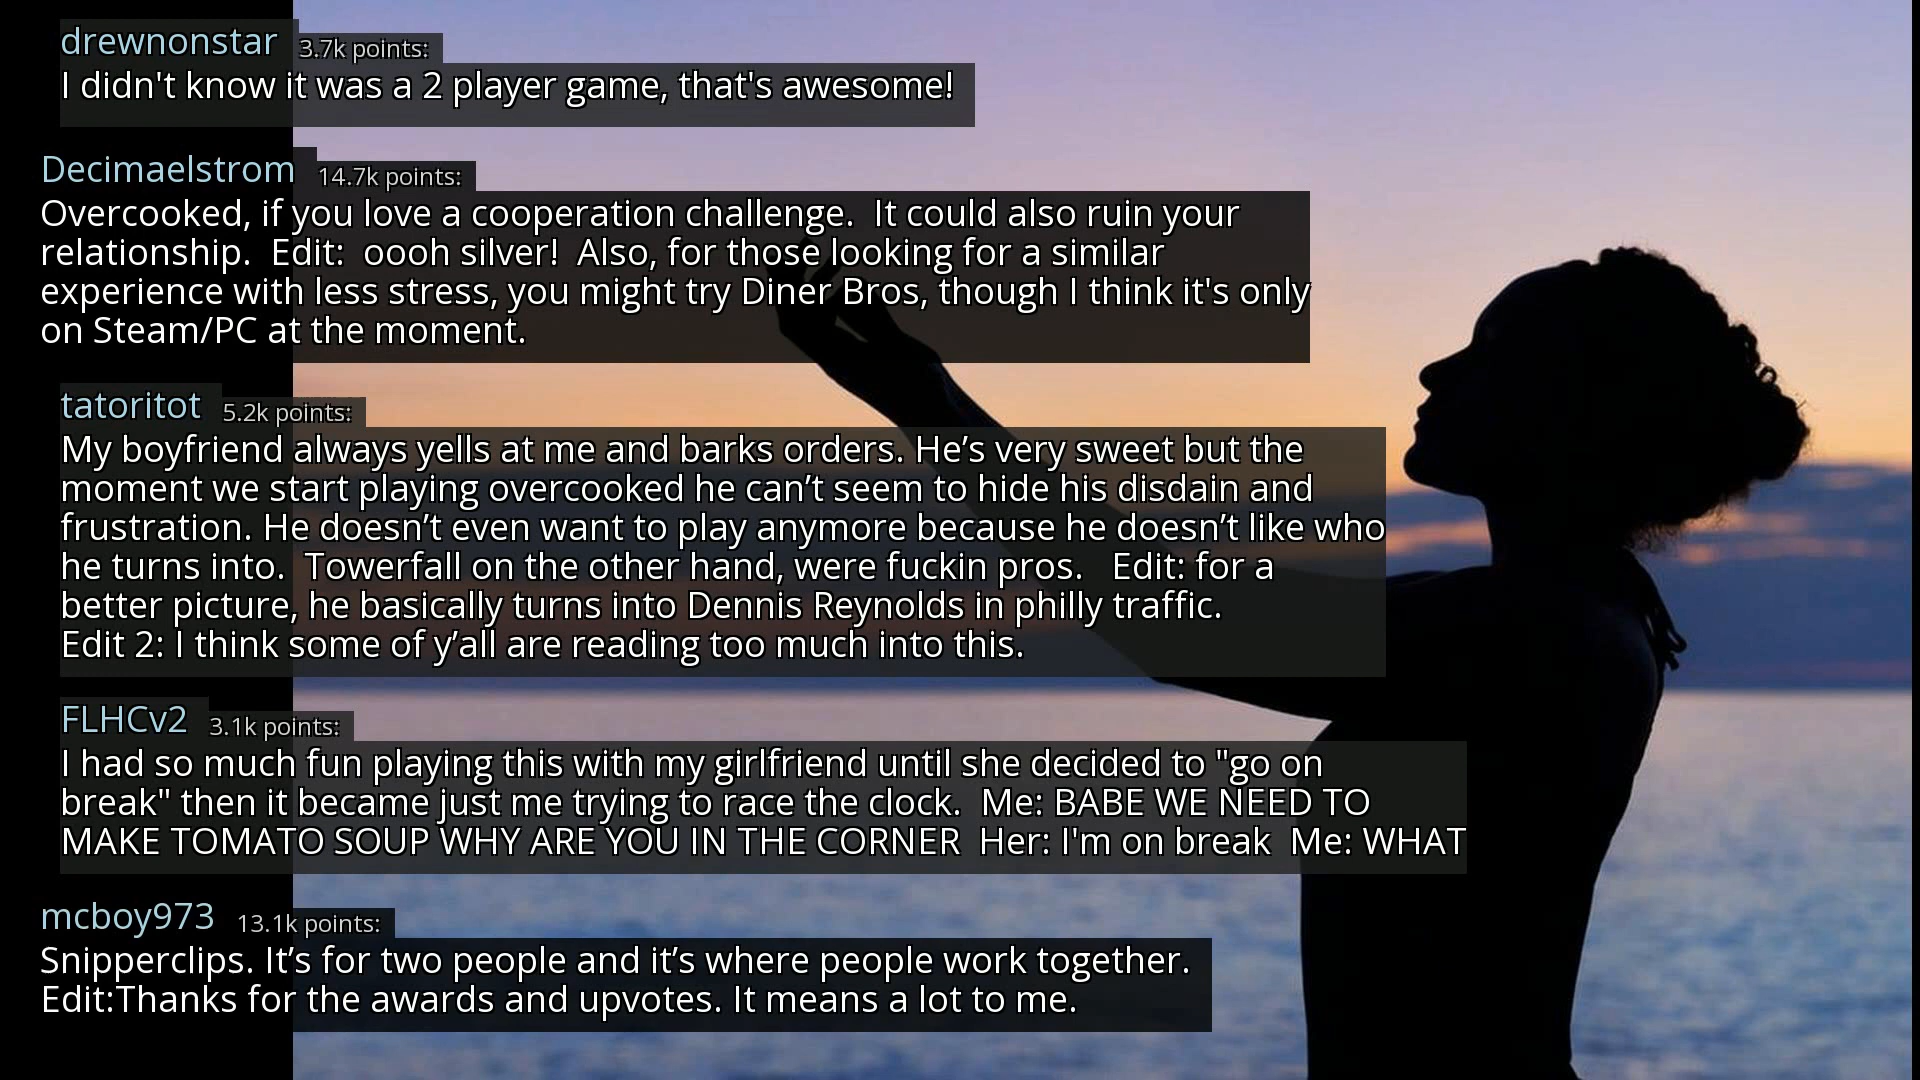 drewnonstar 3.7k points:
I didn't know it was a 2 player game, that's awesome!
Decimaelstrom 14.7k points:
Overcooked, if you love a cooperation challenge.  It could also ruin your
relationship.  Edit:  oooh silver!  Also, for those looking for a similar
experience with less stress, you might try Diner Bros, though I think it's only
on Steam/PC at the moment.
tatoritot 5.2k points:
My boyfriend always yells at me and barks orders. He’s very sweet but the
moment we start playing overcooked he can’t seem to hide his disdain and
frustration. He doesn’t even want to play anymore because he doesn’t like who
he turns into.  Towerfall on the other hand, were fuckin pros.   Edit: for a
better picture, he basically turns into Dennis Reynolds in philly traffic.
Edit 2: I think some of y’all are reading too much into this.
FLHCv2 3.1k points:
I had so much fun playing this with my girlfriend until she decided to "go on
break" then it became just me trying to race the clock.  Me: BABE WE NEED TO
MAKE TOMATO SOUP WHY ARE YOU IN THE CORNER  Her: I'm on break  Me: WHAT
mcboy973 13.1k points:
Snipperclips. It’s for two people and it’s where people work together.
Edit:Thanks for the awards and upvotes. It means a lot to me.